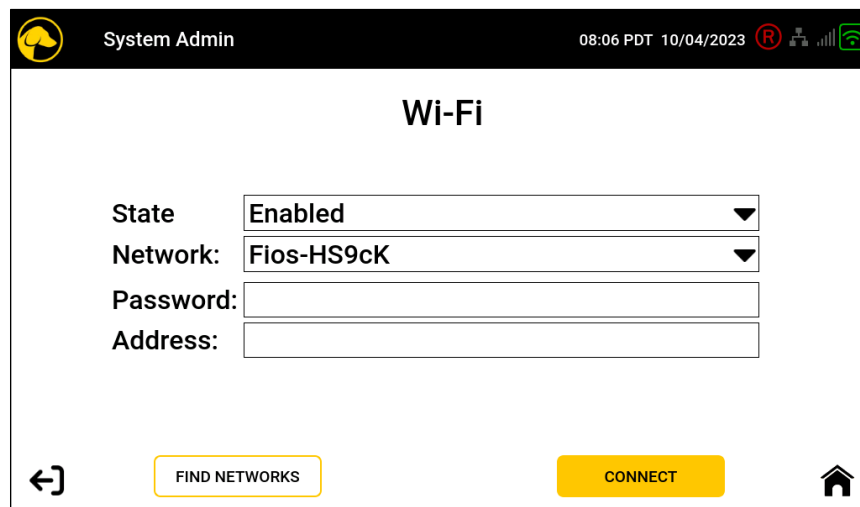 System Admin
08:06 PDT 10/04/2023 R
Wi-Fi
State Enabled
Network: Fios-HS9cK
Password:
Address:
FIND NETWORKS
CONNECT